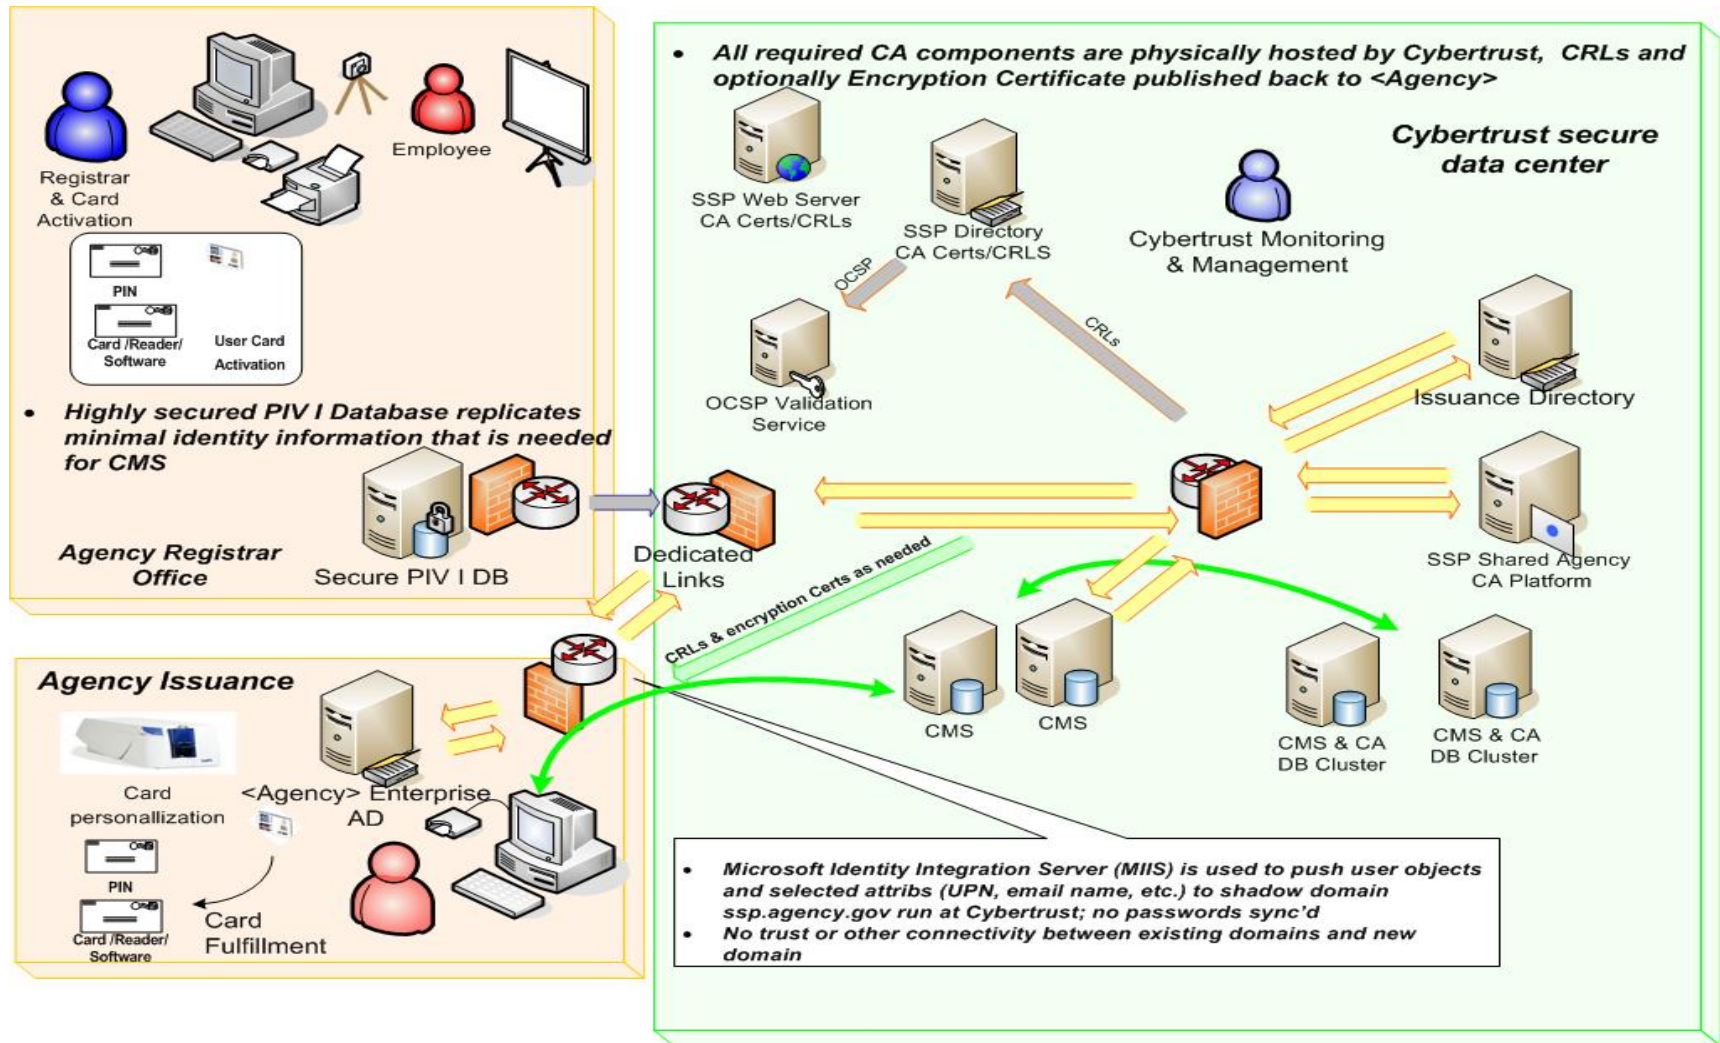 Registrar
& Card
Activation
Employee
PIN
Card /Reader/
Software
User Card
Activation
• Highly secured PIV I Database replicates
minimal identity information that is needed
for CMS
Agency Registrar
Office
Secure PIV I DB
• All required CA components are physically hosted by Cybertrust, CRLs and
optionally Encryption Certificate published back to <Agency>
Cybertrust secure
data center
SSP Web Server
CA Certs/CRLs
SSP Directory
CA Certs/CRLS
Cybertrust Monitoring
& Management
OCSP
CRLs
OCSP Validation
Service
Issuance Directory
Dedicated
Links
SSP Shared Agency
CA Platform
CRLs & encryption Certs as needed
CMS
CMS
CMS & CA
DB Cluster
CMS & CA
DB Cluster
Agency Issuance
Card
personallization
<Agency> Enterprise
AD
PIN
Card /Reader/
Software
Card
Fulfillment
• Microsoft Identity Integration Server (MIIS) is used to push user objects
and selected attribs (UPN, email name, etc.) to shadow domain
ssp.agency.gov run at Cybertrust; no passwords sync'd
• No trust or other connectivity between existing domains and new
domain